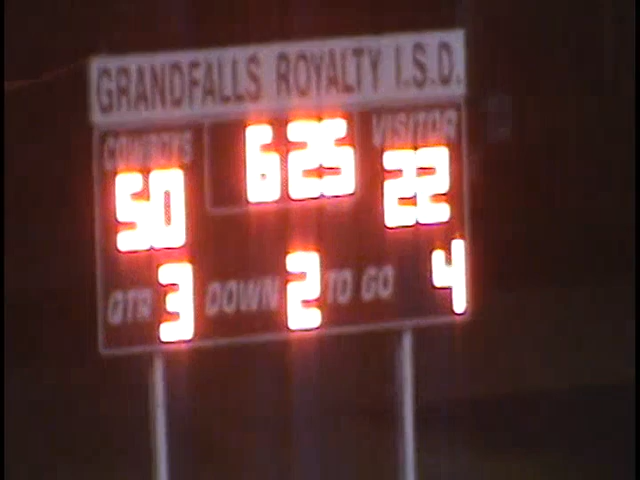 GRANDFALLS ROYALTY I.S.D.
COWBOYS 6 25 VISITOR
50 22
QTR 3 DOWN 2 TO GO 4